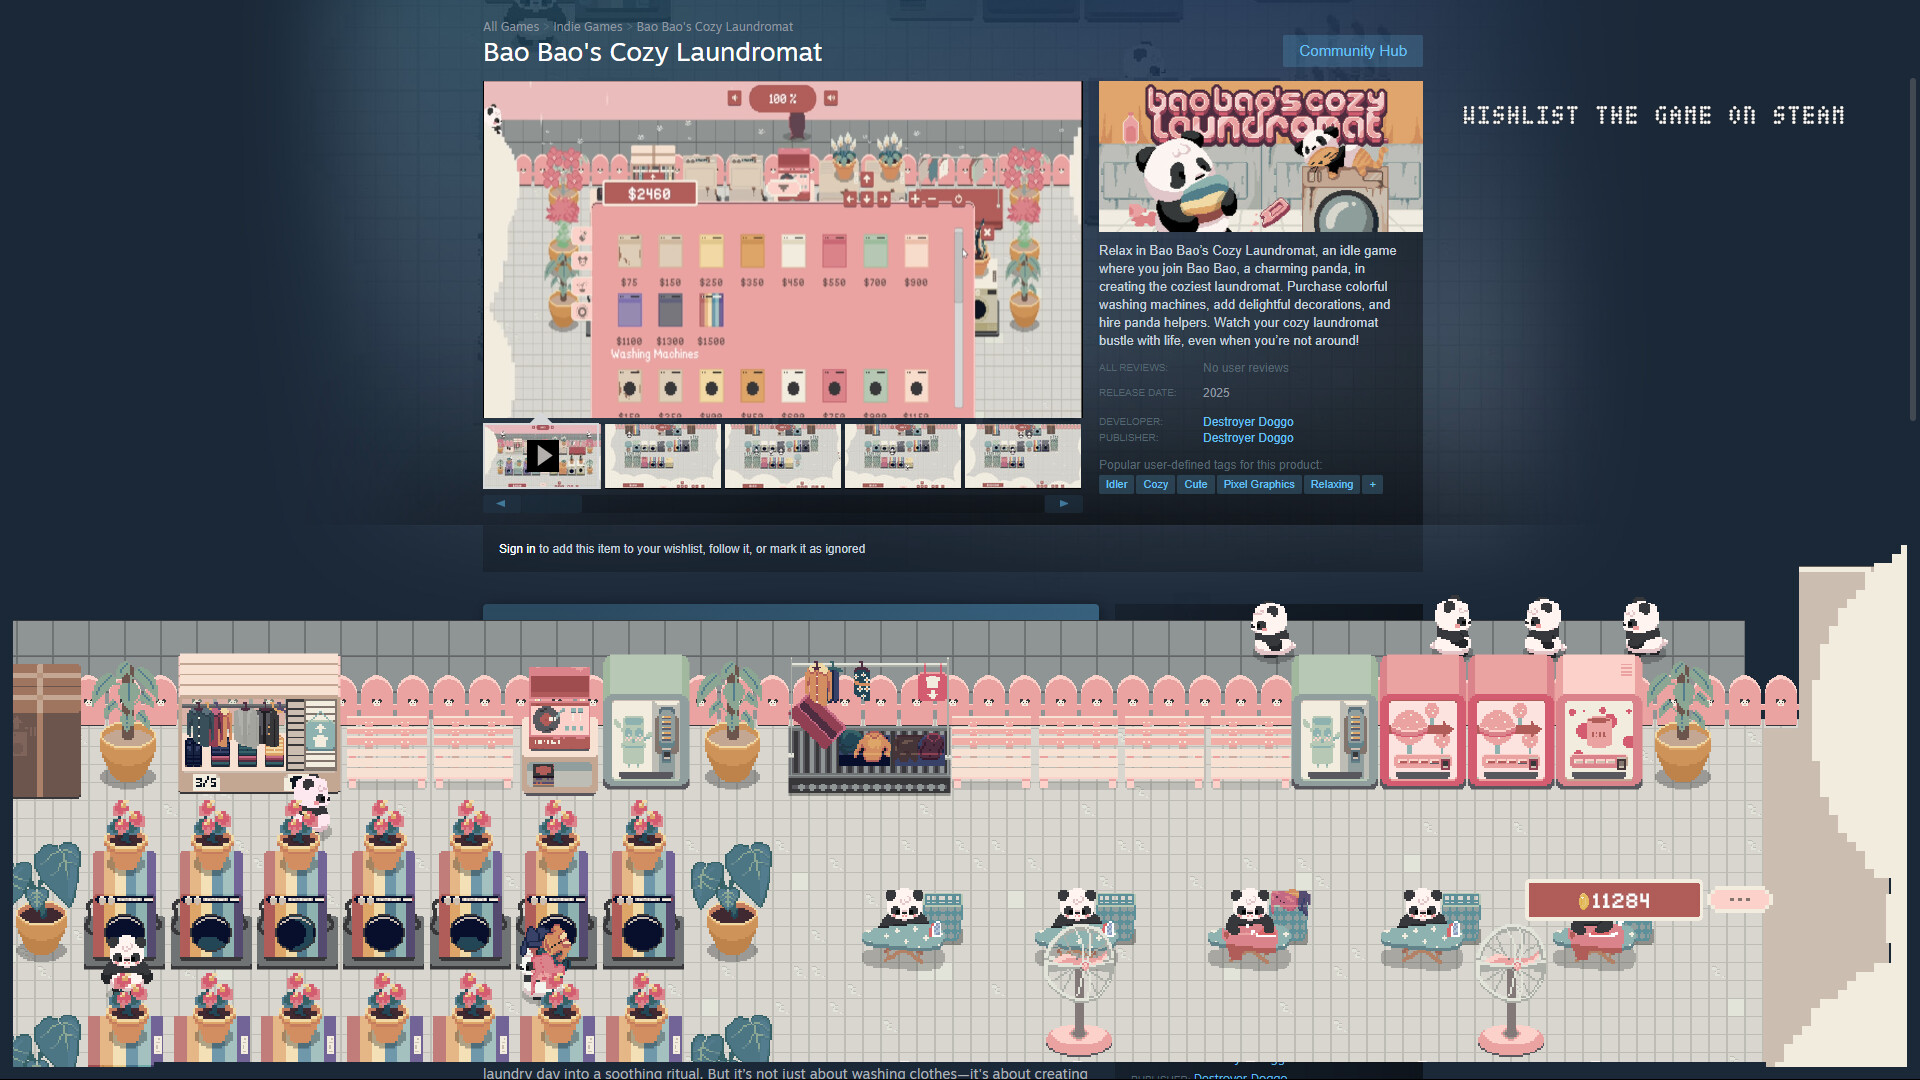 All Games > Indie Games > Bao Bao's Cozy Laundromat
Bao Bao's Cozy Laundromat
Community Hub
WISHLIST THE GAME ON STEAM
100 %
$2460
$75 $150 $250 $350 $450 $550 $700 $900
$1100 $1300 $1500
Washing Machines
bao bao's cozy
laundromat
Relax in Bao Bao's Cozy Laundromat, an idle game
where you join Bao Bao, a charming panda, in
creating the coziest laundromat. Purchase colorful
washing machines, add delightful decorations, and
hire panda helpers. Watch your cozy laundromat
bustle with life, even when you're not around!
ALL REVIEWS: No user reviews
RELEASE DATE: 2025
DEVELOPER: Destroyer Doggo
PUBLISHER: Destroyer Doggo
Popular user-defined tags for this product:
Idler Cozy Cute Pixel Graphics Relaxing +
Sign in to add this item to your wishlist, follow it, or mark it as ignored
3/5
11284
laundry day into a soothing ritual. But it's not just about washing clothes—it's about creating
PUBLISHER: Destroyer Doggo